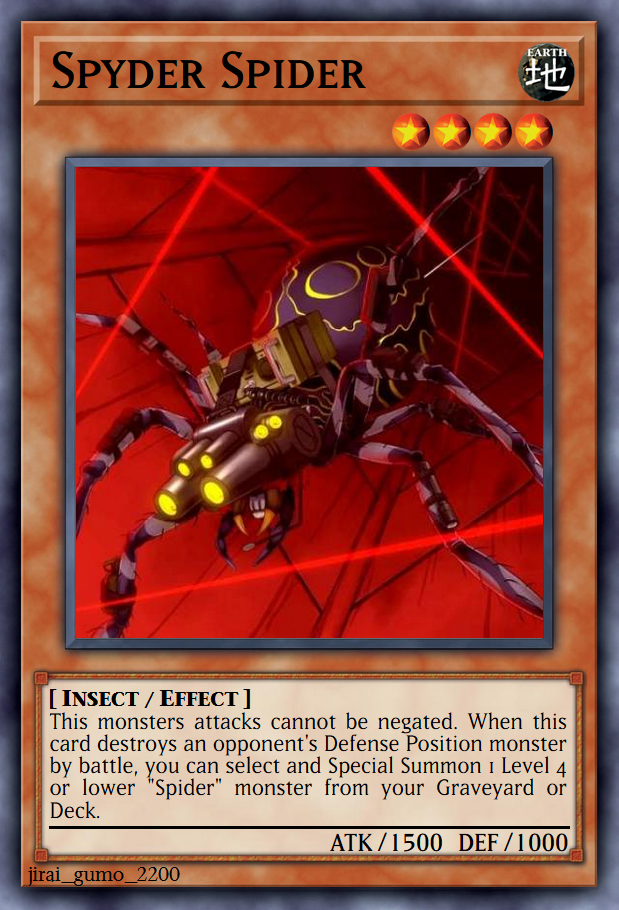 Spyder Spider
EARTH
地
[ Insect / Effect ]
This monsters attacks cannot be negated. When this
card destroys an opponent's Defense Position monster
by battle, you can select and Special Summon 1 Level 4
or lower "Spider" monster from your Graveyard or
Deck.
ATK/1500 DEF/1000
jirai_gumo_2200